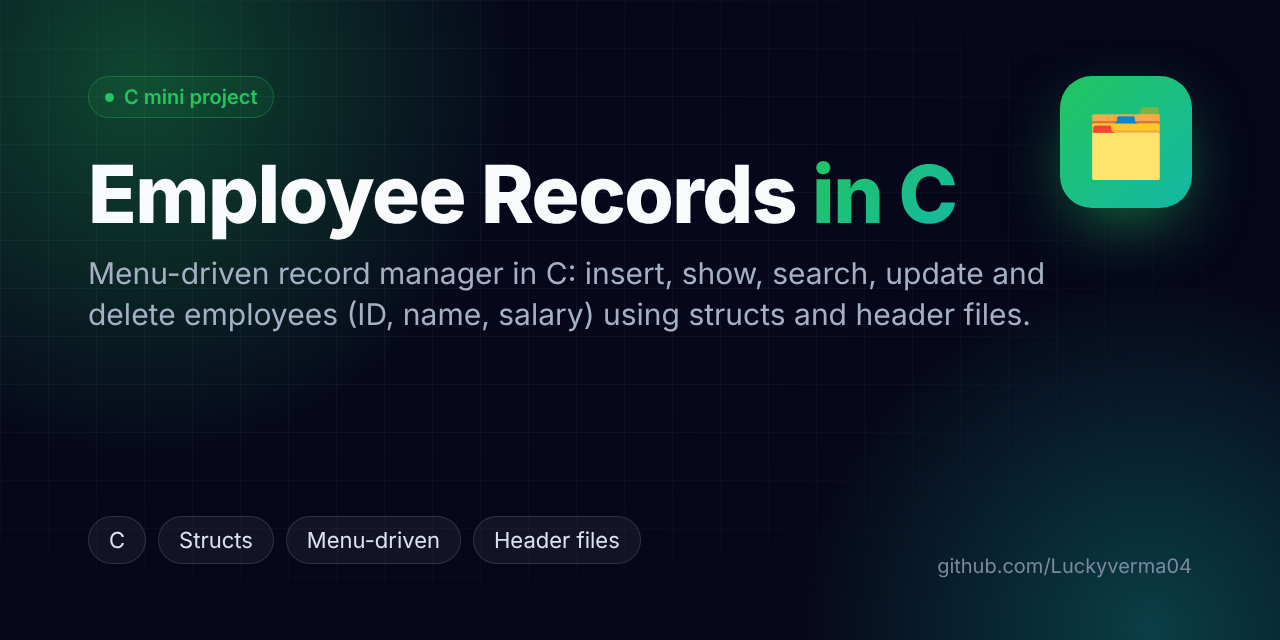 C mini project
Employee Records in C
Menu-driven record manager in C: insert, show, search, update and
delete employees (ID, name, salary) using structs and header files.
C
Structs
Menu-driven
Header files
github.com/Luckyverma04